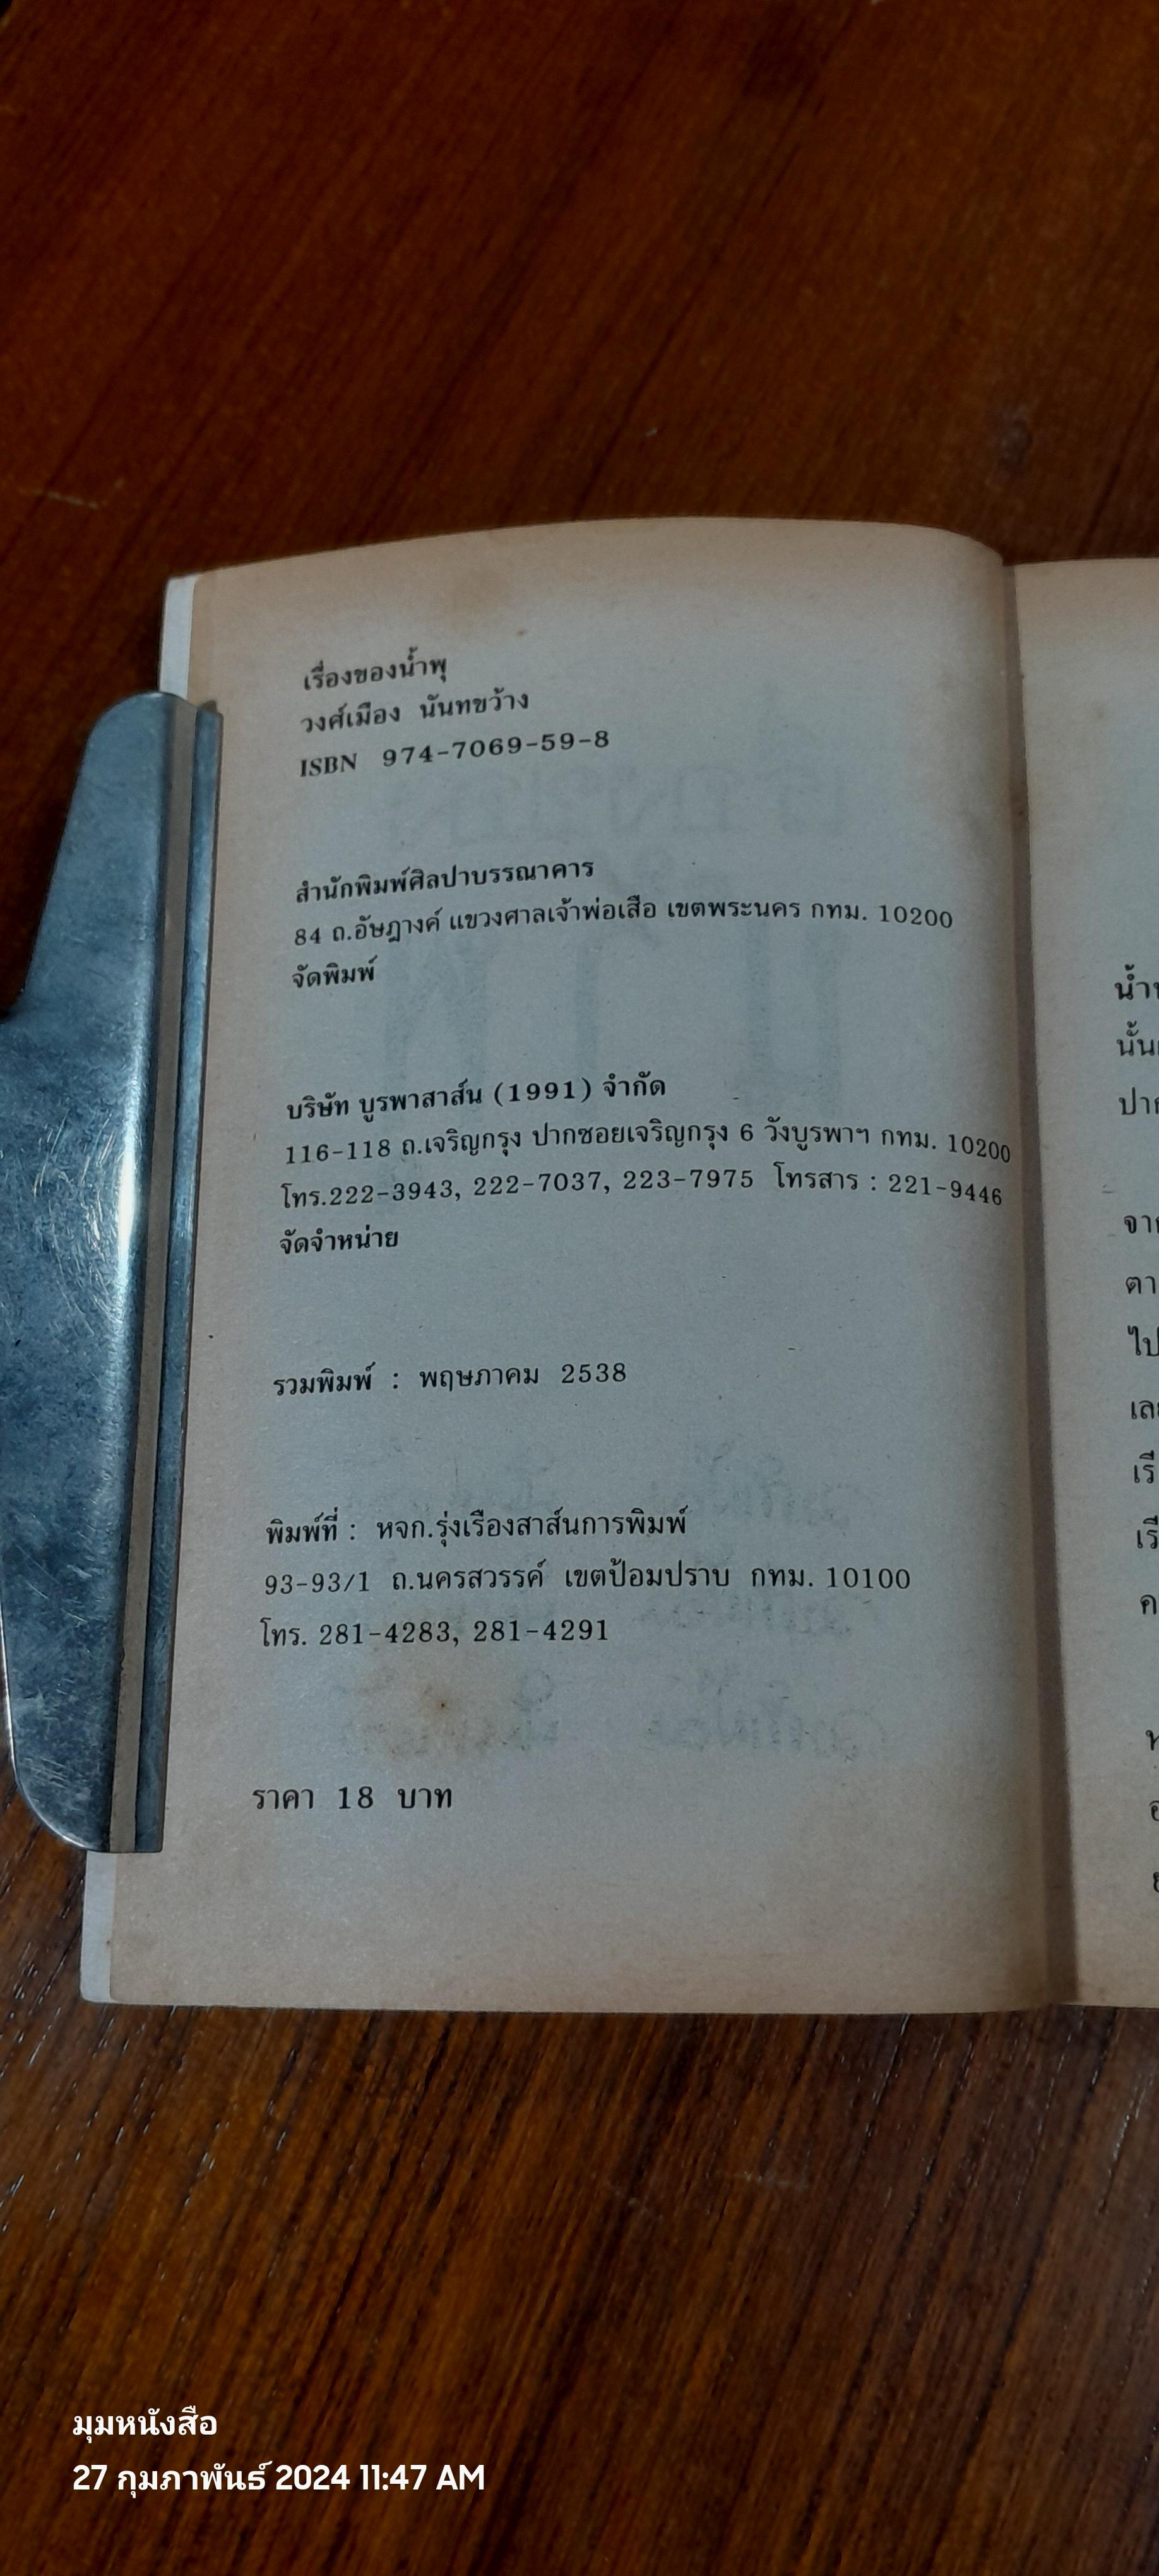 เรื่องของน้ำพุ
วงศ์เมือง นันทขว้าง
ISBN 974-7069-59-8
สำนักพิมพ์ศิลปาบรรณาคาร
84 ถ.อัษฎางค์ แขวงศาลเจ้าพ่อเสือ เขตพระนคร กทม. 10200
จัดพิมพ์
บริษัท บูรพาสาส์น (1991) จำกัด
116-118 ถ.เจริญกรุง ปากซอยเจริญกรุง 6 วังบูรพาฯ กทม. 10200
โทร.222-3943, 222-7037, 223-7975 โทรสาร : 221-9446
จัดจำหน่าย
รวมพิมพ์ : พฤษภาคม 2538
พิมพ์ที่ : หจก.รุ่งเรืองสาส์นการพิมพ์
93-93/1 ถ.นครสวรรค์ เขตป้อมปราบ กทม. 10100
โทร. 281-4283, 281-4291
ราคา 18 บาท
มุมหนังสือ
27 กุมภาพันธ์ 2024 11:47 AM